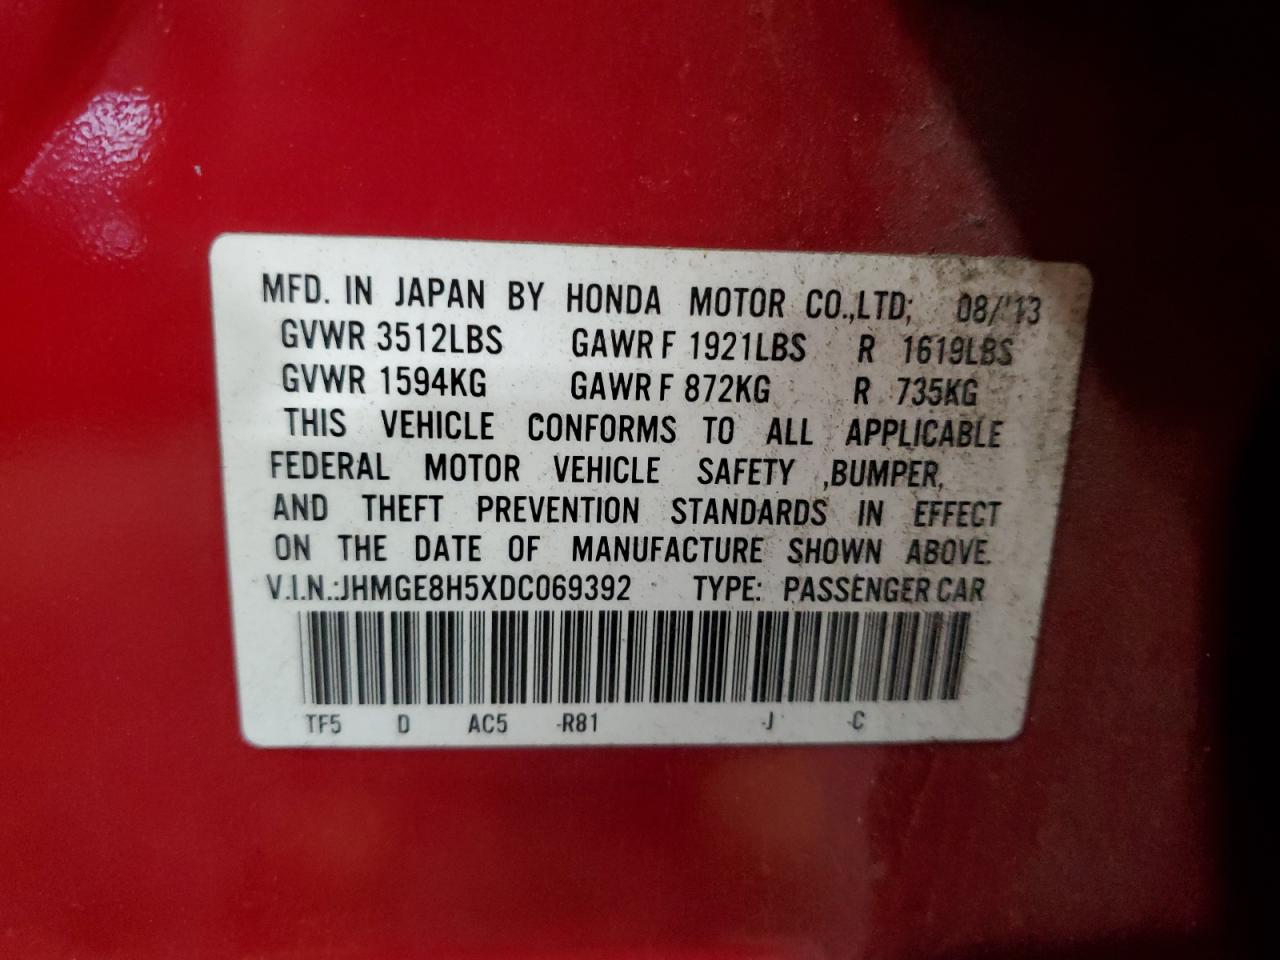 MFD. IN JAPAN BY HONDA MOTOR CO.,LTD; 08/'13
GVWR 3512LBS GAWR F 1921LBS R 1619LBS
GVWR 1594KG GAWR F 872KG R 735KG
THIS VEHICLE CONFORMS TO ALL APPLICABLE
FEDERAL MOTOR VEHICLE SAFETY ,BUMPER,
AND THEFT PREVENTION STANDARDS IN EFFECT
ON THE DATE OF MANUFACTURE SHOWN ABOVE.
V.I.N.:JHMGE8H5XDC069392 TYPE: PASSENGER CAR
TF5 D AC5 -R81 -J -C